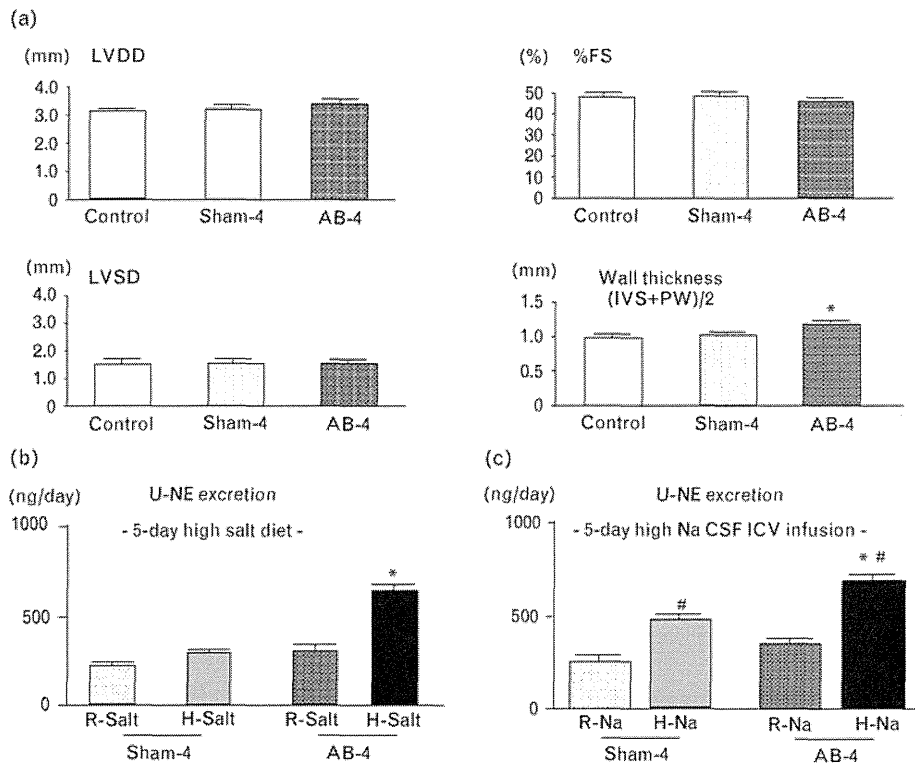 (a)
(mm) LVDD
4.0
3.0
2.0
1.0
0
Control Sham-4 AB-4
(%) %FS
50
40
30
20
10
0
Control Sham-4 AB-4
(mm) LVSD
4.0
3.0
2.0
1.0
0
Control Sham-4 AB-4
(mm) Wall thickness
(IVS+PW)/2
1.5
1.0
0.5
0
*
Control Sham-4 AB-4
(b)
(ng/day) U-NE excretion
1000
- 5-day high salt diet -
*
500
0
R-Salt H-Salt R-Salt H-Salt
Sham-4 AB-4
(c)
(ng/day) U-NE excretion
1000
- 5-day high Na CSF ICV infusion -
* #
#
500
0
R-Na H-Na R-Na H-Na
Sham-4 AB-4